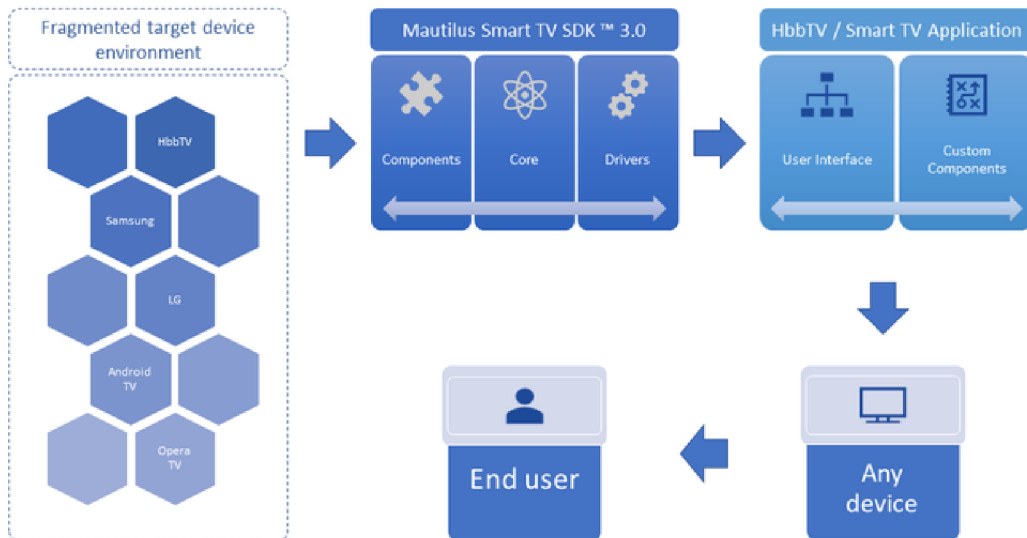 Fragmented target device
environment
HbbTV
Samsung
LG
Android
TV
Opera
TV
Mautilus Smart TV SDK ™ 3.0
Components
Core
Drivers
HbbTV / Smart TV Application
User Interface
Custom
Components
Any
device
End user